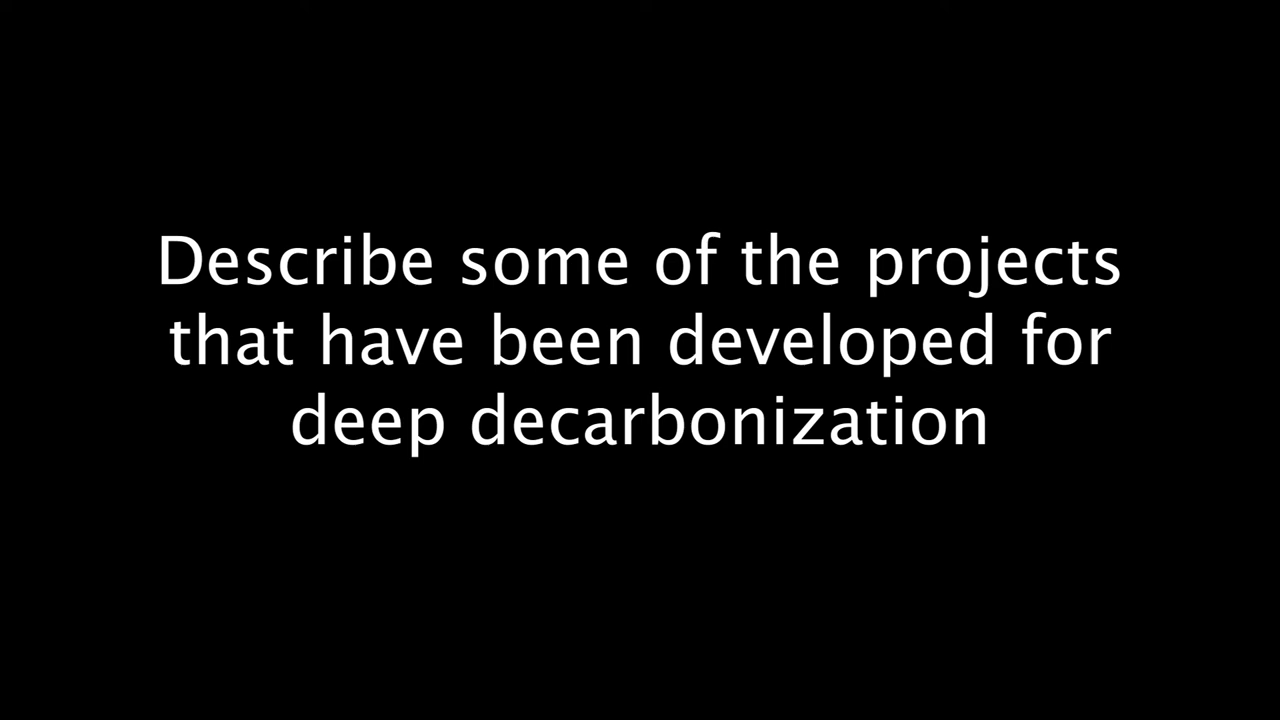 Describe some of the projects
that have been developed for
deep decarbonization